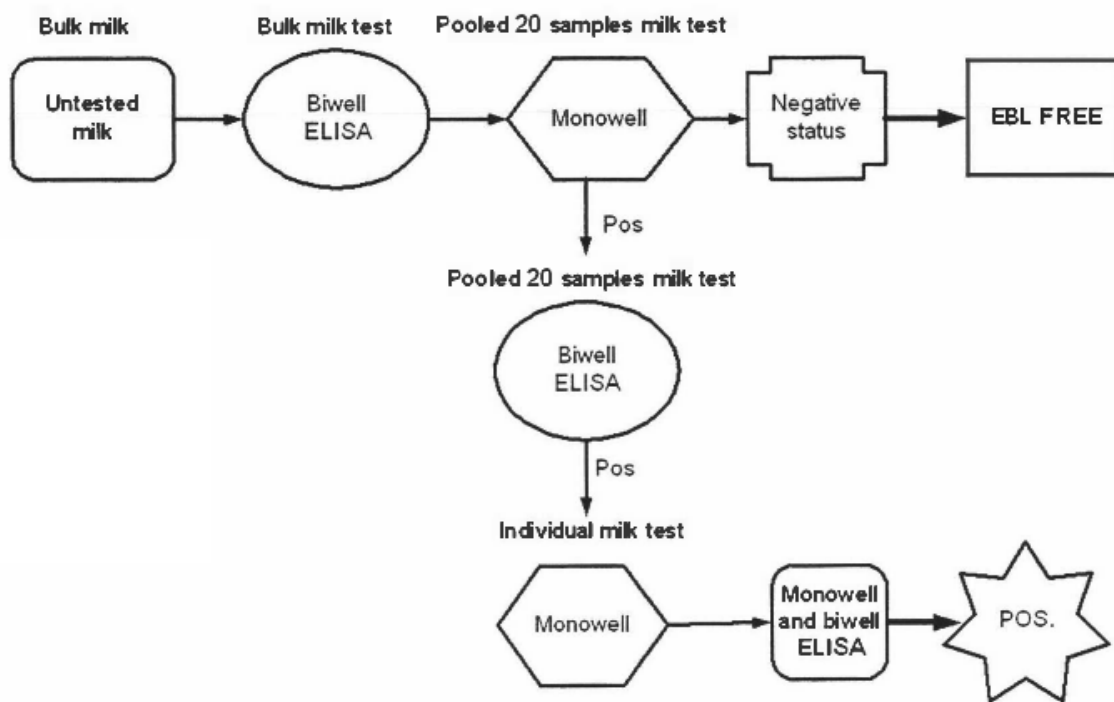 Bulk milk
Bulk milk test
Pooled 20 samples milk test
Untested
milk
Biwell
ELISA
Monowell
Negative
status
EBL FREE
Pos
Pooled 20 samples milk test
Biwell
ELISA
Pos
Individual milk test
Monowell
Monowell
and biwell
ELISA
POS.